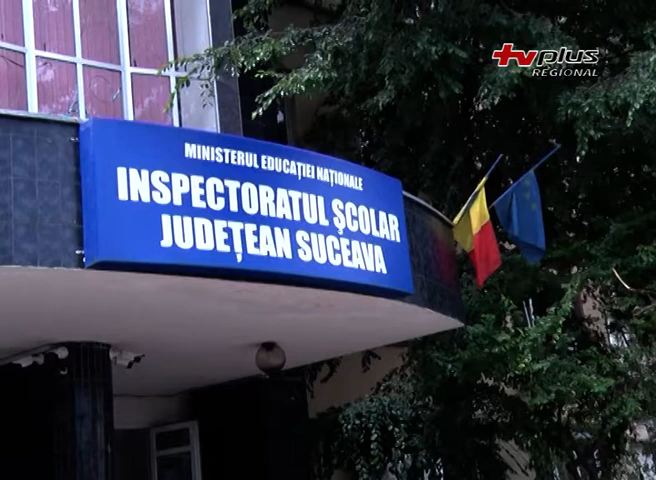 tvplus
REGIONAL
MINISTERUL EDUCAȚIEI NAȚIONALE
INSPECTORATUL ȘCOLAR
JUDEȚEAN SUCEAVA